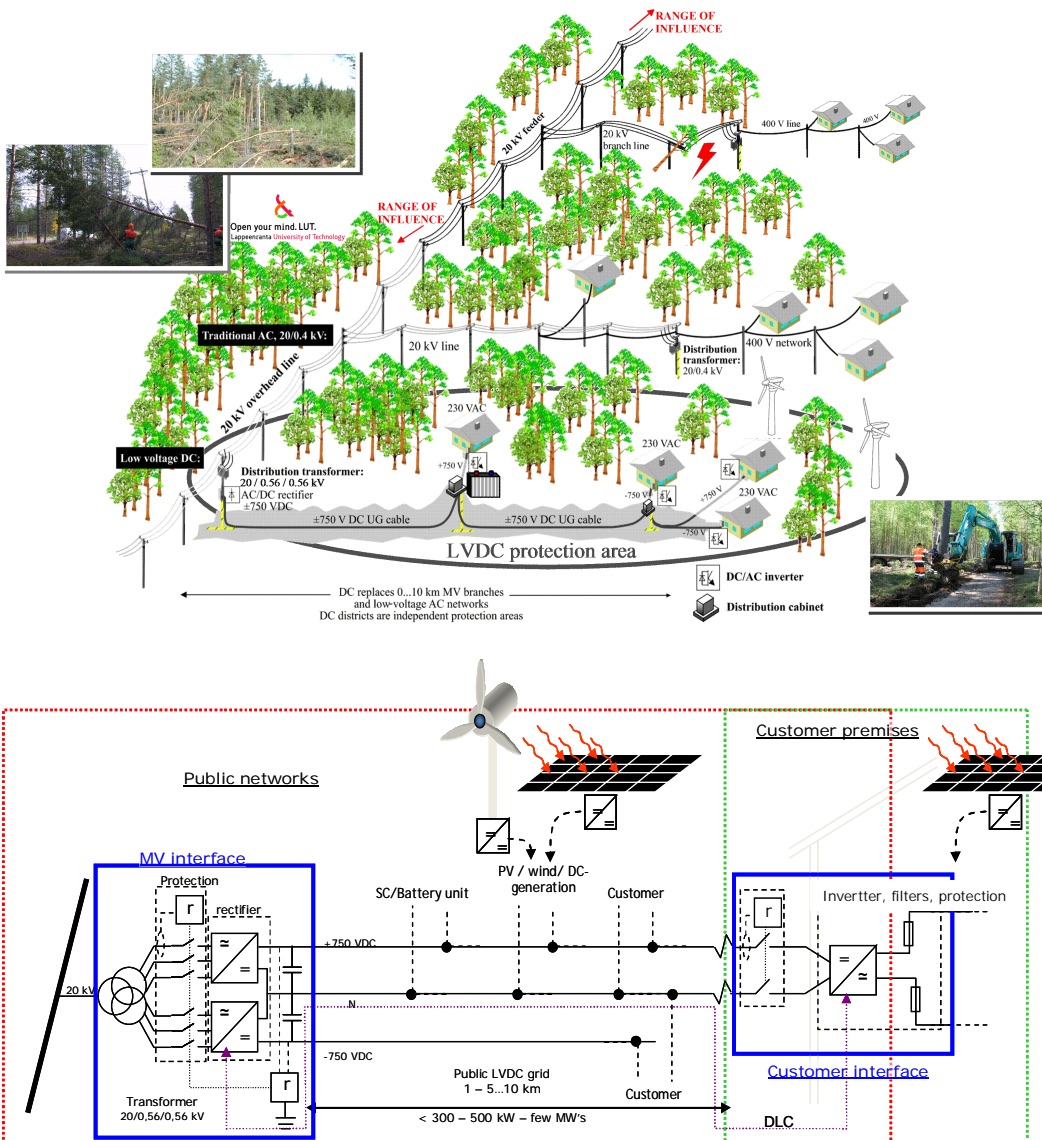 RANGE OF
INFLUENCE
20 kV feeder
20 kV
branch line
400 V line
400 V
RANGE OF
INFLUENCE
Open your mind. LUT.
Lappeenranta University of Technology
Traditional AC, 20/0.4 kV:
20 kV line
400 V network
Distribution
transformer:
20/0.4 kV
20 kV overhead line
Low voltage DC:
230 VAC
230 VAC
230 VAC
Distribution transformer:
20 / 0.56 / 0.56 kV
AC/DC rectifier
±750 VDC
+750 V
-750 V
+750 V
-750 V
±750 V DC UG cable
±750 V DC UG cable
LVDC protection area
DC/AC inverter
Distribution cabinet
DC replaces 0...10 km MV branches
and low-voltage AC networks
DC districts are independent protection areas
Customer premises
Public networks
MV interface
PV / wind/ DC-
generation
Protection
r
rectifier
SC/Battery unit
Customer
Invertter, filters, protection
r
+750 VDC
20 kV
N
-750 VDC
Public LVDC grid
1 – 5...10 km
Customer
Customer interface
r
Transformer
20/0,56/0,56 kV
< 300 – 500 kW – few MW's
DLC